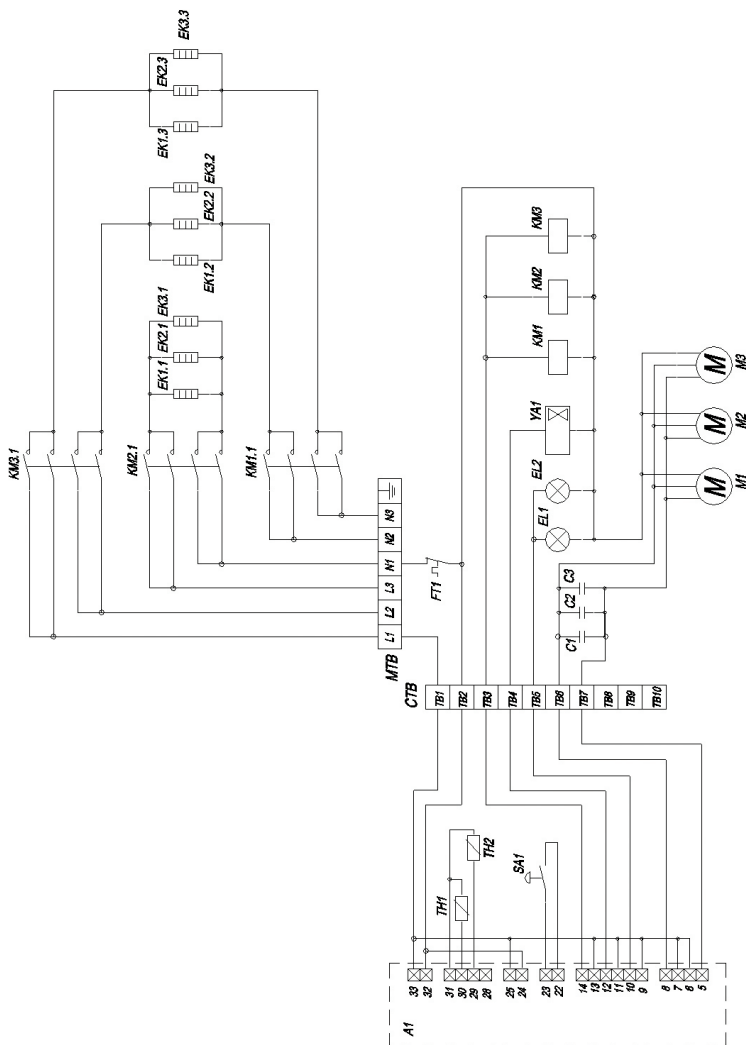 EK3.3
EK2.3
EK1.3
EK3.2
EK2.2
EK1.2
EK3.1
EK2.1
EK1.1
KM3.1
KM2.1
KM1.1
MTB
L1
L2
L3
N1
N2
N3
FT1
KM3
KM2
KM1
YA1
EL2
EL1
C3
C2
C1
M
M3
M
M2
M
M1
CTB
TB1
TB2
TB3
TB4
TB5
TB6
TB7
TB8
TB9
TB10
TH1
TH2
SA1
A1
33
32
31
30
29
28
25
24
23
22
14
13
12
11
10
9
8
7
6
5